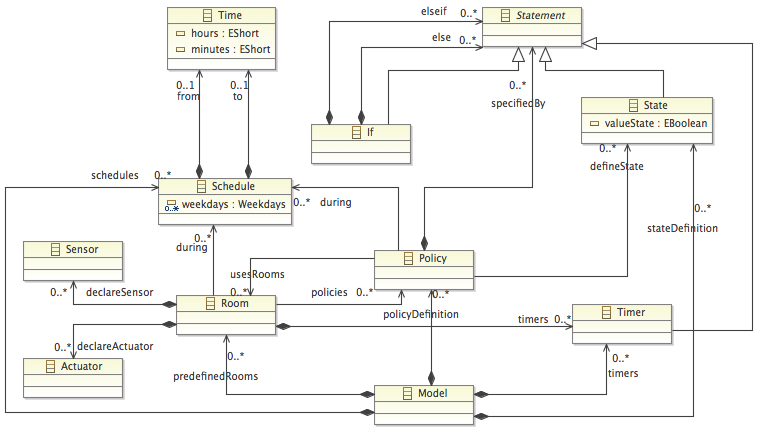 Time
hours : EShort
minutes : EShort
elseif
0..*
Statement
else
0..*
0..1
from
0..1
to
0..*
specifiedBy
If
State
valueState : EBoolean
0..*
defineState
schedules
0..*
Schedule
0..*
weekdays : Weekdays
0..*
during
0..*
during
0..*
stateDefinition
Sensor
0..*
declareSensor
usesRooms
0..*
Policy
Room
policies
0..*
0..*
policyDefinition
timers
0..*
Timer
0..*
declareActuator
Actuator
0..*
predefinedRooms
0..*
timers
Model